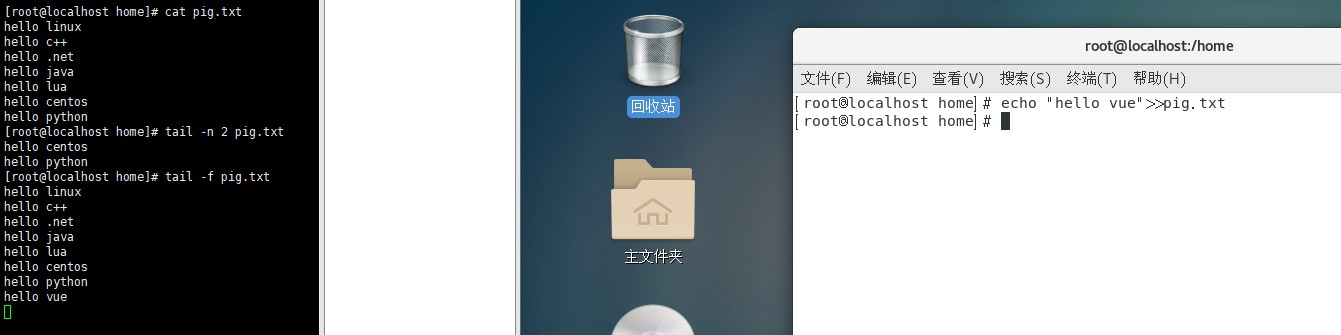 [root@localhost home]# cat pig.txt
hello linux
hello c++
hello .net
hello java
hello lua
hello centos
hello python
[root@localhost home]# tail -n 2 pig.txt
hello centos
hello python
[root@localhost home]# tail -f pig.txt
hello linux
hello c++
hello .net
hello java
hello lua
hello centos
hello python
hello vue
回收站
主文件夹
root@localhost:/home
文件(F) 编辑(E) 查看(V) 搜索(S) 终端(T) 帮助(H)
[root@localhost home]# echo "hello vue">>pig.txt
[root@localhost home]#